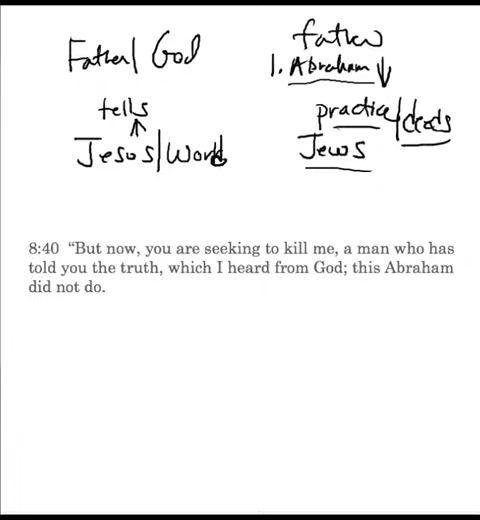 Father/ God
tells
Jesus/Word
father
1. Abraham
practice/deeds
Jews
8:40 “But now, you are seeking to kill me, a man who has
told you the truth, which I heard from God; this Abraham
did not do.